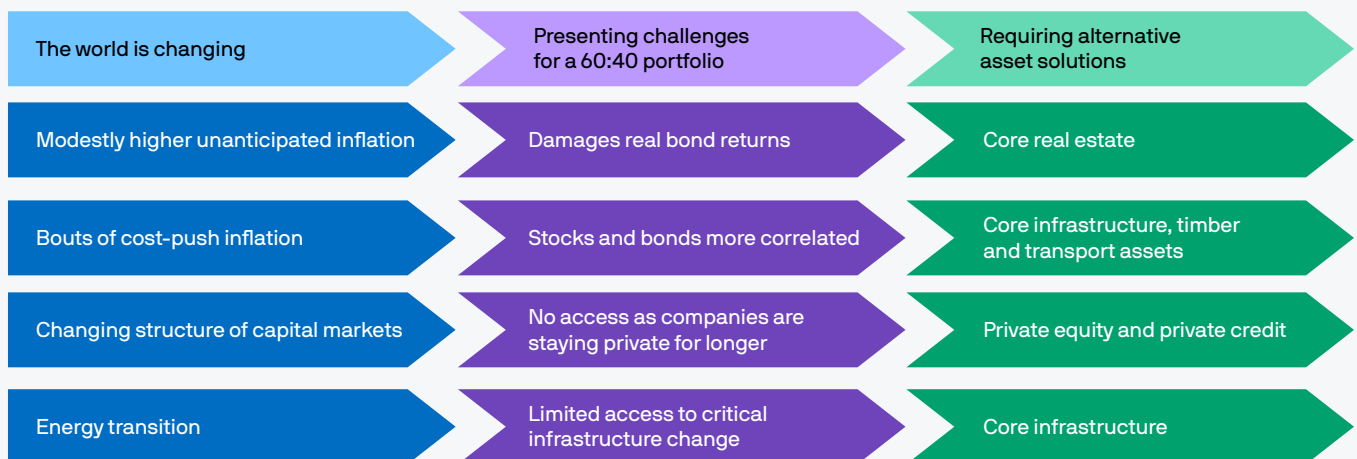 The world is changing
Presenting challenges
for a 60:40 portfolio
Requiring alternative
asset solutions
Modestly higher unanticipated inflation
Damages real bond returns
Core real estate
Bouts of cost-push inflation
Stocks and bonds more correlated
Core infrastructure, timber
and transport assets
Changing structure of capital markets
No access as companies are
staying private for longer
Private equity and private credit
Energy transition
Limited access to critical
infrastructure change
Core infrastructure